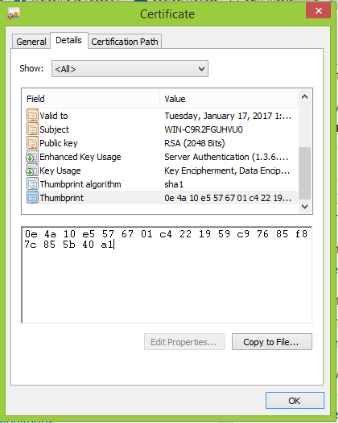 Certificate
General Details Certification Path
Show: <All>
Field Value
Valid to Tuesday, January 17, 2017 1:...
Subject WIN-C9R2FGUHVU0
Public key RSA (2048 Bits)
Enhanced Key Usage Server Authentication (1.3.6....
Key Usage Key Encipherment, Data Encip...
Thumbprint algorithm sha1
Thumbprint 0e 4a 10 e5 57 67 01 c4 22 19...
0e 4a 10 e5 57 67 01 c4 22 19 59 c9 76 85 f8
7c 85 5b 40 a1
Edit Properties... Copy to File...
OK